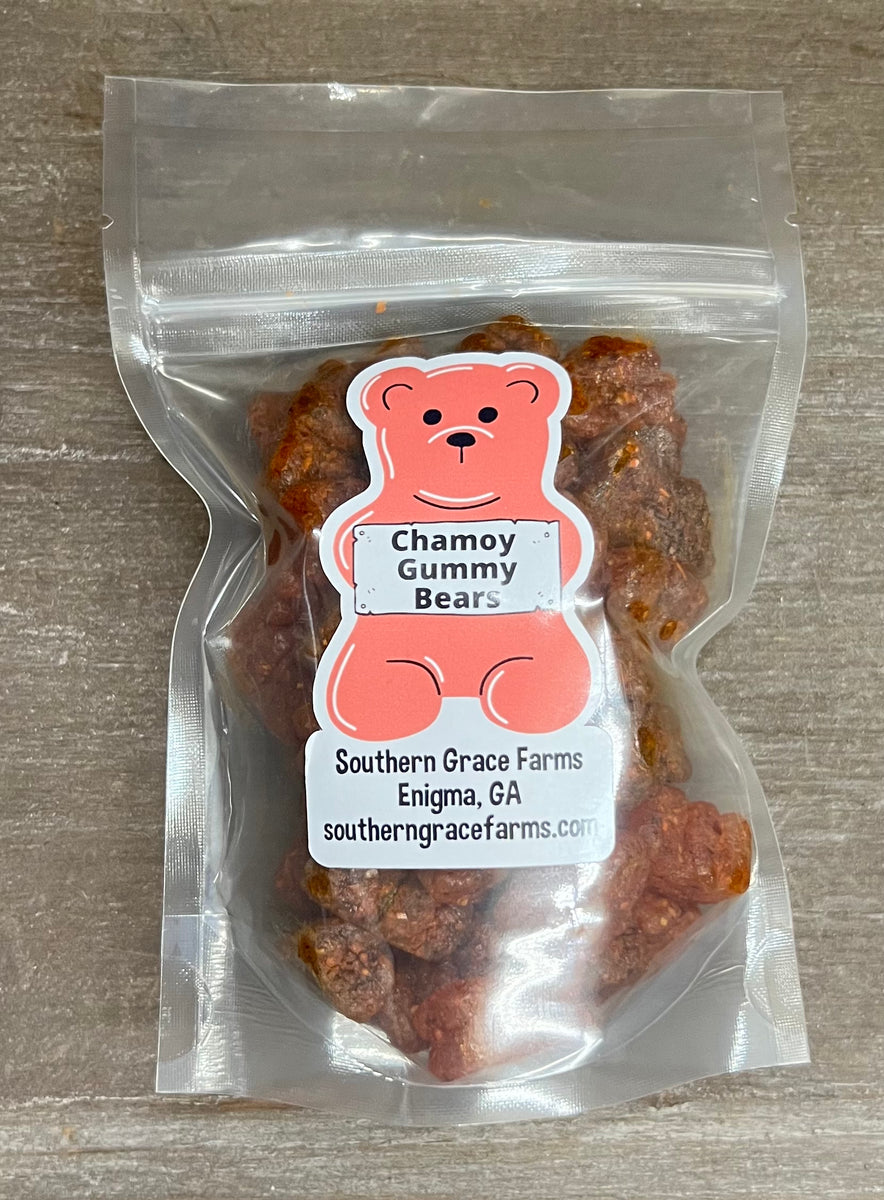 Chamoy
Gummy
Bears
Southern Grace Farms
Enigma, GA
southerngracefarms.com